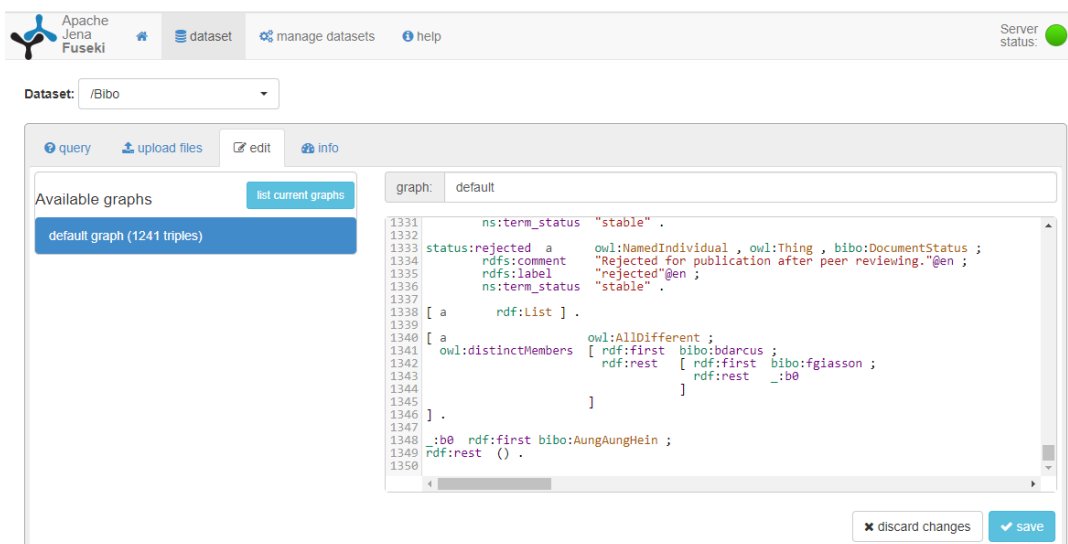 Apache
Jena
Fuseki
dataset
manage datasets
help
Server
status:
Dataset: /Bibo
query
upload files
edit
info
Available graphs
list current graphs
default graph (1241 triples)
graph: default
1331 ns:term_status "stable" .
1332
1333 status:rejected a owl:NamedIndividual , owl:Thing , bibo:DocumentStatus ;
1334 rdfs:comment "Rejected for publication after peer reviewing."@en ;
1335 rdfs:label "rejected"@en ;
1336 ns:term_status "stable" .
1337
1338 [ a rdf:List ] .
1339
1340 [ a owl:AllDifferent ;
1341 owl:distinctMembers [ rdf:first bibo:bdarcus ;
1342 rdf:rest [ rdf:first bibo:fgiasson ;
1343 rdf:rest _:b0
1344 ]
1345 ]
1346 ] .
1347
1348 _:b0 rdf:first bibo:AungAungHein ;
1349 rdf:rest () .
1350
discard changes
save